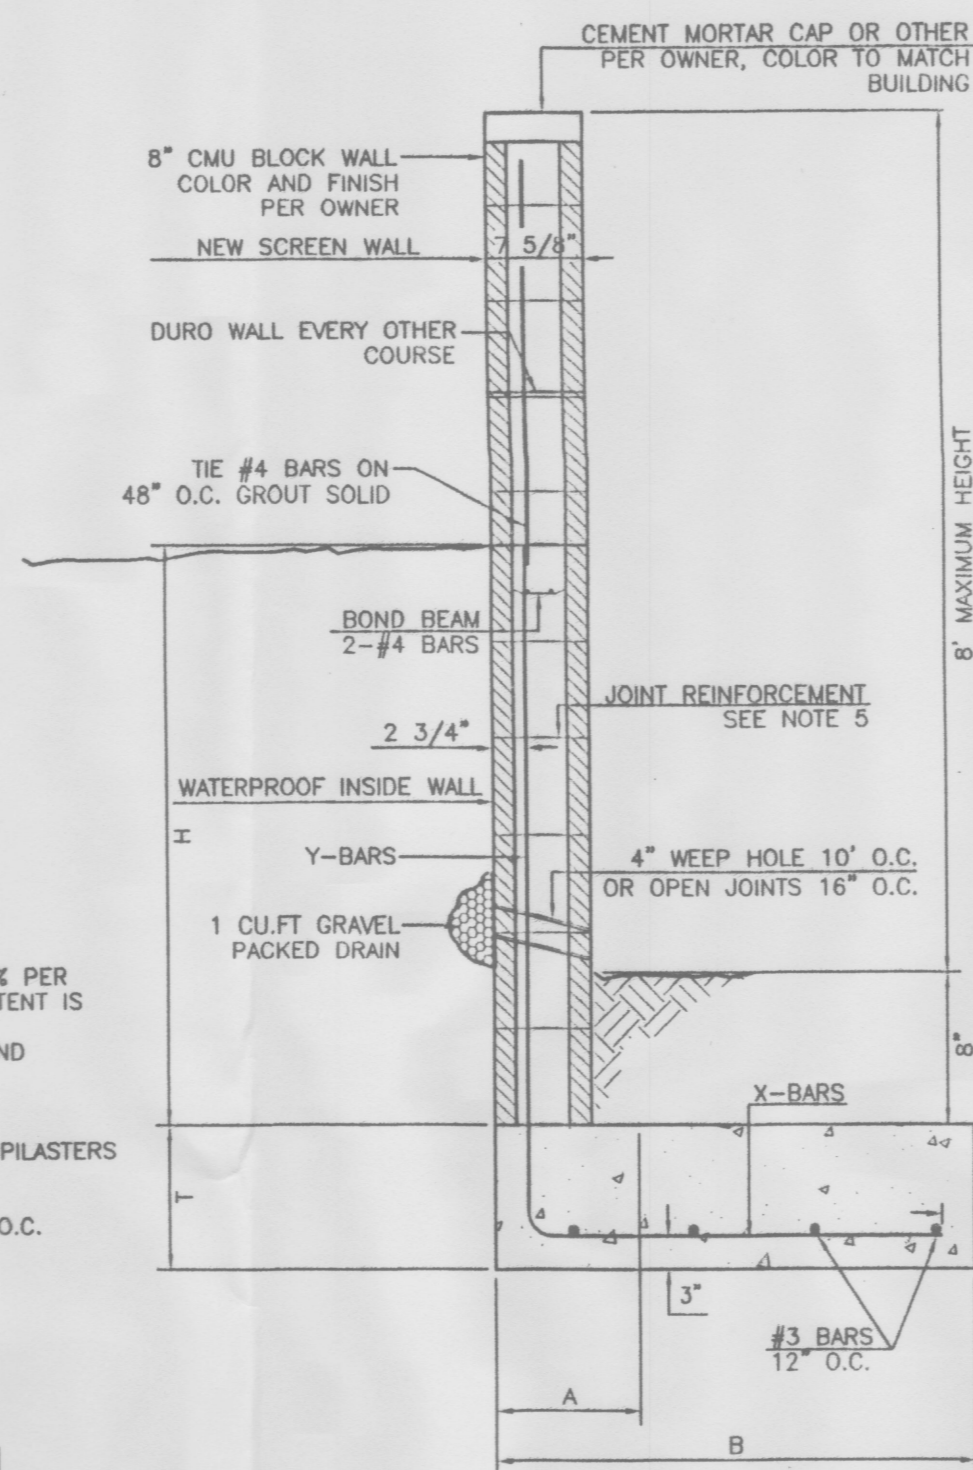 CEMENT MORTAR CAP OR OTHER
PER OWNER, COLOR TO MATCH
BUILDING
8" CMU BLOCK WALL
COLOR AND FINISH
PER OWNER
NEW SCREEN WALL
7 5/8"
DURO WALL EVERY OTHER
COURSE
TIE #4 BARS ON
48" O.C. GROUT SOLID
8' MAXIMUM HEIGHT
BOND BEAM
2-#4 BARS
JOINT REINFORCEMENT
SEE NOTE 5
2 3/4"
WATERPROOF INSIDE WALL
H
Y-BARS
4" WEEP HOLE 10' O.C.
OR OPEN JOINTS 16" O.C.
1 CU.FT GRAVEL
PACKED DRAIN
% PER
TENT IS
ND
8"
X-BARS
PILASTERS
T
O.C.
3"
#3 BARS
12" O.C.
A
B